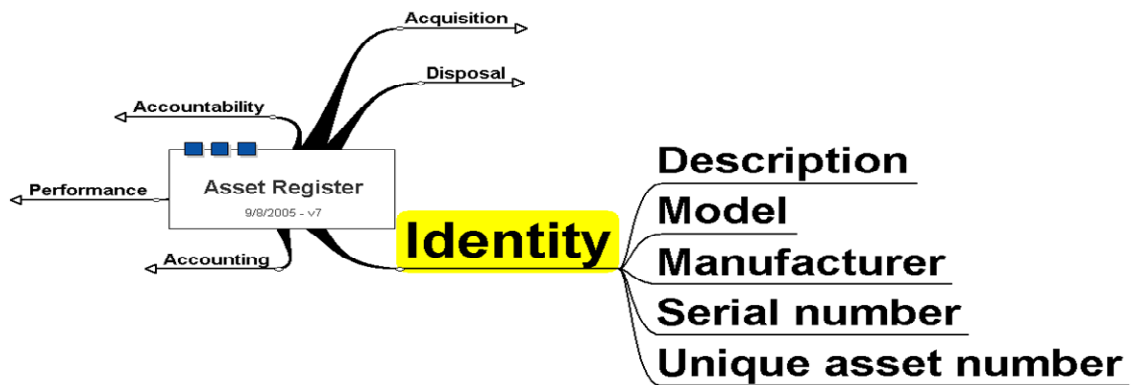 Acquisition
Disposal
Accountability
Performance
Asset Register
9/8/2005 - v7
Accounting
Identity
Description
Model
Manufacturer
Serial number
Unique asset number